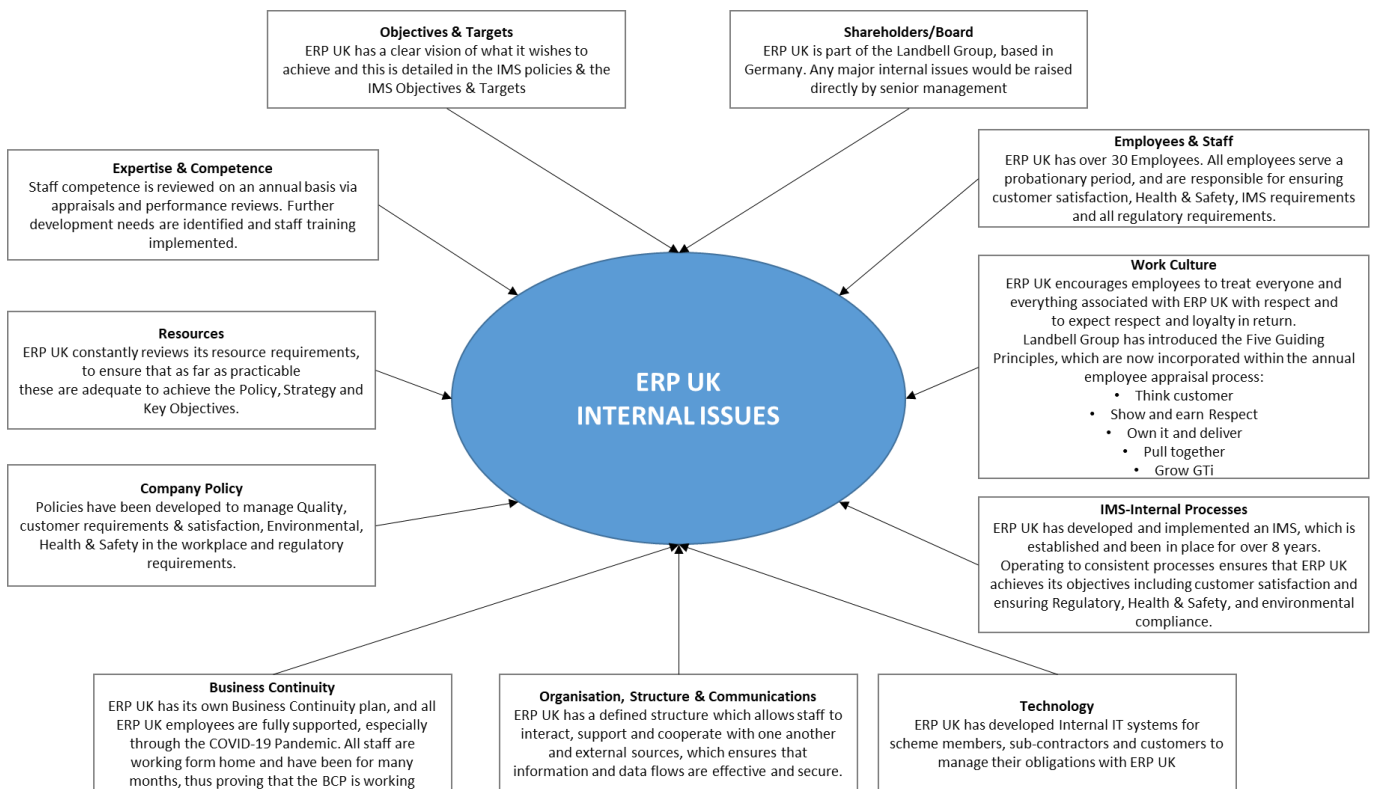 Objectives & Targets
ERP UK has a clear vision of what it wishes to
achieve and this is detailed in the IMS policies & the
IMS Objectives & Targets
Shareholders/Board
ERP UK is part of the Landbell Group, based in
Germany. Any major internal issues would be raised
directly by senior management
Expertise & Competence
Staff competence is reviewed on an annual basis via
appraisals and performance reviews. Further
development needs are identified and staff training
implemented.
Employees & Staff
ERP UK has over 30 Employees. All employees serve a
probationary period, and are responsible for ensuring
customer satisfaction, Health & Safety, IMS requirements
and all regulatory requirements.
Resources
ERP UK constantly reviews its resource requirements,
to ensure that as far as practicable
these are adequate to achieve the Policy, Strategy and
Key Objectives.
ERP UK
INTERNAL ISSUES
Work Culture
ERP UK encourages employees to treat everyone and
everything associated with ERP UK with respect and
to expect respect and loyalty in return.
Landbell Group has introduced the Five Guiding
Principles, which are now incorporated within the annual
employee appraisal process:
• Think customer
• Show and earn Respect
• Own it and deliver
• Pull together
• Grow GTi
Company Policy
Policies have been developed to manage Quality,
customer requirements & satisfaction, Environmental,
Health & Safety in the workplace and regulatory
requirements.
IMS-Internal Processes
ERP UK has developed and implemented an IMS, which is
established and been in place for over 8 years.
Operating to consistent processes ensures that ERP UK
achieves its objectives including customer satisfaction and
ensuring Regulatory, Health & Safety, and environmental
compliance.
Business Continuity
ERP UK has its own Business Continuity plan, and all
ERP UK employees are fully supported, especially
through the COVID-19 Pandemic. All staff are
working form home and have been for many
months, thus proving that the BCP is working
Organisation, Structure & Communications
ERP UK has a defined structure which allows staff to
interact, support and cooperate with one another
and external sources, which ensures that
information and data flows are effective and secure.
Technology
ERP UK has developed Internal IT systems for
scheme members, sub-contractors and customers to
manage their obligations with ERP UK